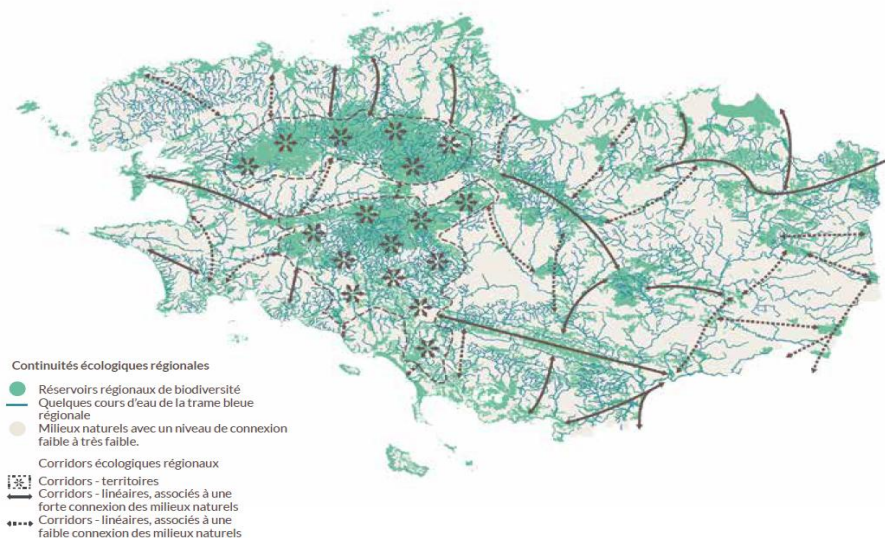 Continuités écologiques régionales
Réservoirs régionaux de biodiversité
Quelques cours d'eau de la trame bleue
régionale
Milieux naturels avec un niveau de connexion
faible à très faible.
Corridors écologiques régionaux
Corridors - territoires
Corridors - linéaires, associés à une
forte connexion des milieux naturels
Corridors - linéaires, associés à une
faible connexion des milieux naturels